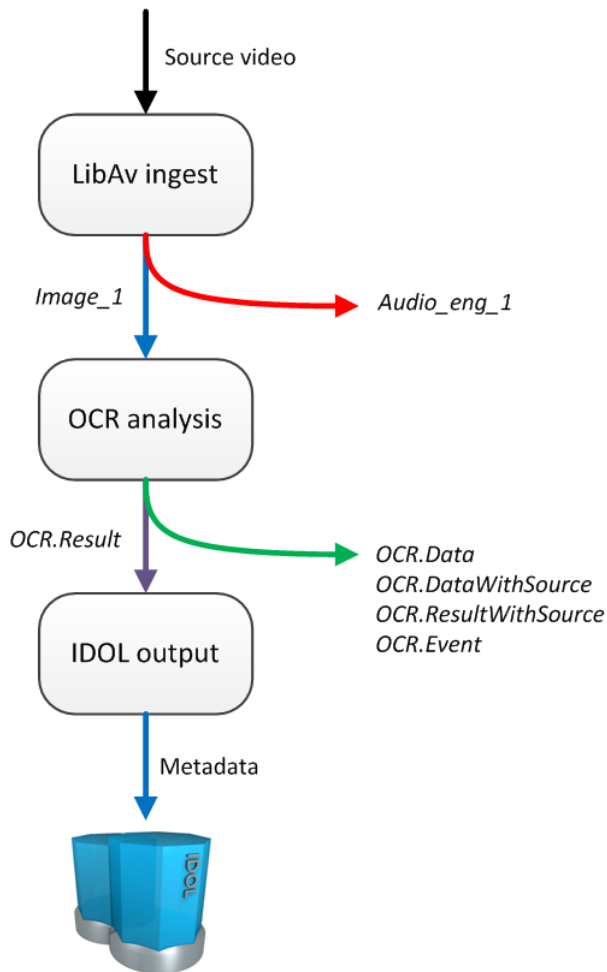 Source video
LibAv ingest
Image_1
Audio_eng_1
OCR analysis
OCR.Result
OCR.Data
OCR.DataWithSource
OCR.ResultWithSource
OCR.Event
IDOL output
Metadata
IDOL